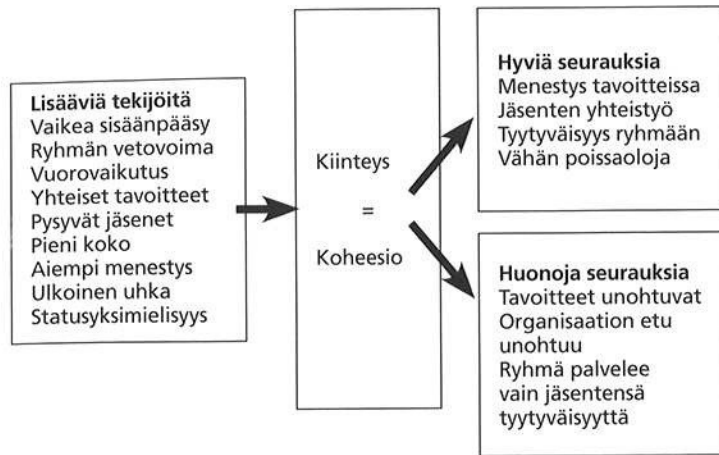 Lisääviä tekijöitä
Vaikea sisäänpääsy
Ryhmän vetovoima
Vuorovaikutus
Yhteiset tavoitteet
Pysyvät jäsenet
Pieni koko
Aiempi menestys
Ulkoinen uhka
Statusyksimielisyys
Kiinteys
=
Koheesio
Hyviä seurauksia
Menestys tavoitteissa
Jäsenten yhteistyö
Tyytyväisyys ryhmään
Vähän poissaoloja
Huonoja seurauksia
Tavoitteet unohtuvat
Organisaation etu
unohtuu
Ryhmä palvelee
vain jäsentensä
tyytyväisyyttä